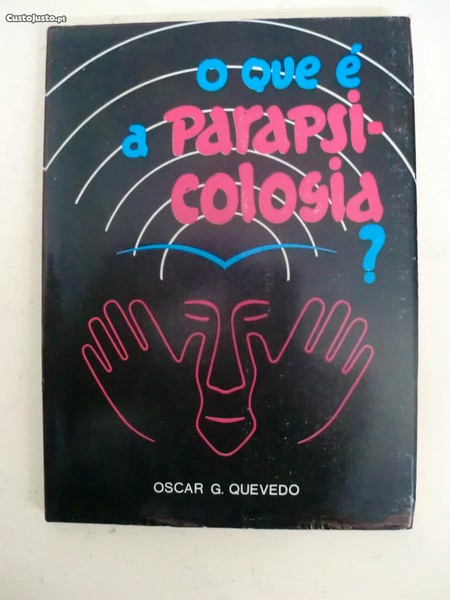 CustoJusto.pt
O que é
a Parapsi-
cologia
?
OSCAR G. QUEVEDO